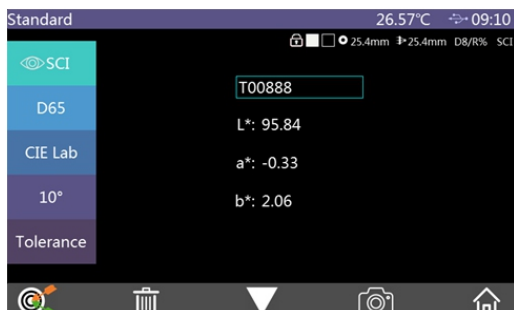 Standard 26.57℃ 09:10
25.4mm 25.4mm D8/R% SCI
SCI
D65
CIE Lab
10°
Tolerance
T00888
L*: 95.84
a*: -0.33
b*: 2.06